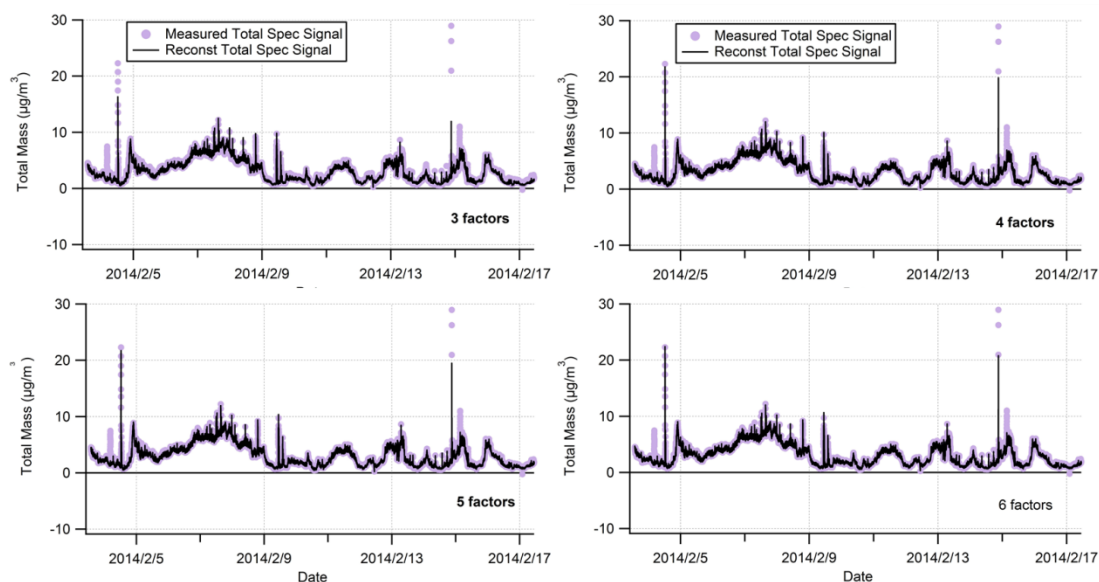 30
20
10
0
-10
Total Mass (µg/m³)
Measured Total Spec Signal
Reconst Total Spec Signal
3 factors
2014/2/5
2014/2/9
2014/2/13
2014/2/17
30
20
10
0
-10
Total Mass (µg/m³)
Measured Total Spec Signal
Reconst Total Spec Signal
4 factors
2014/2/5
2014/2/9
2014/2/13
2014/2/17
30
20
10
0
-10
Total Mass (µg/m³)
5 factors
2014/2/5
2014/2/9
2014/2/13
2014/2/17
Date
30
20
10
0
-10
Total Mass (µg/m³)
6 factors
2014/2/5
2014/2/9
2014/2/13
2014/2/17
Date